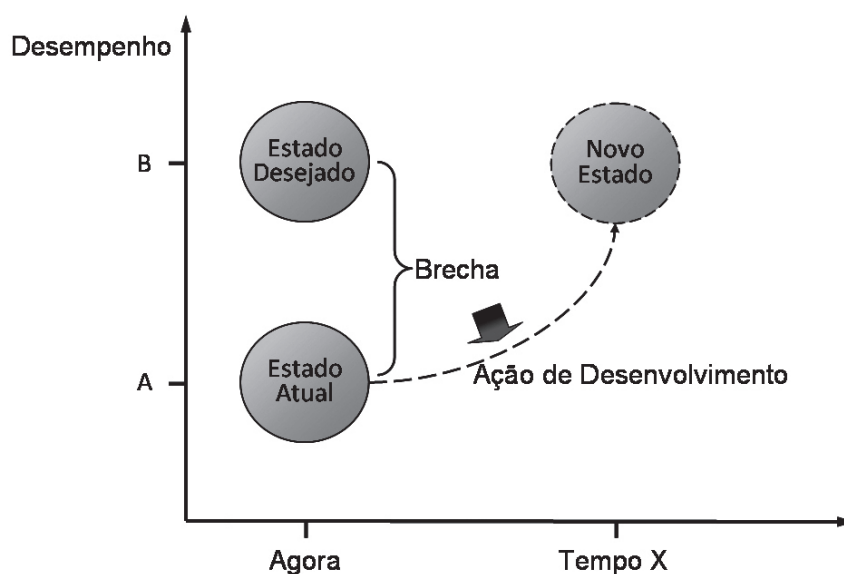 Desempenho
B
Estado
Desejado
Novo
Estado
Brecha
A
Estado
Atual
Ação de Desenvolvimento
Agora
Tempo X